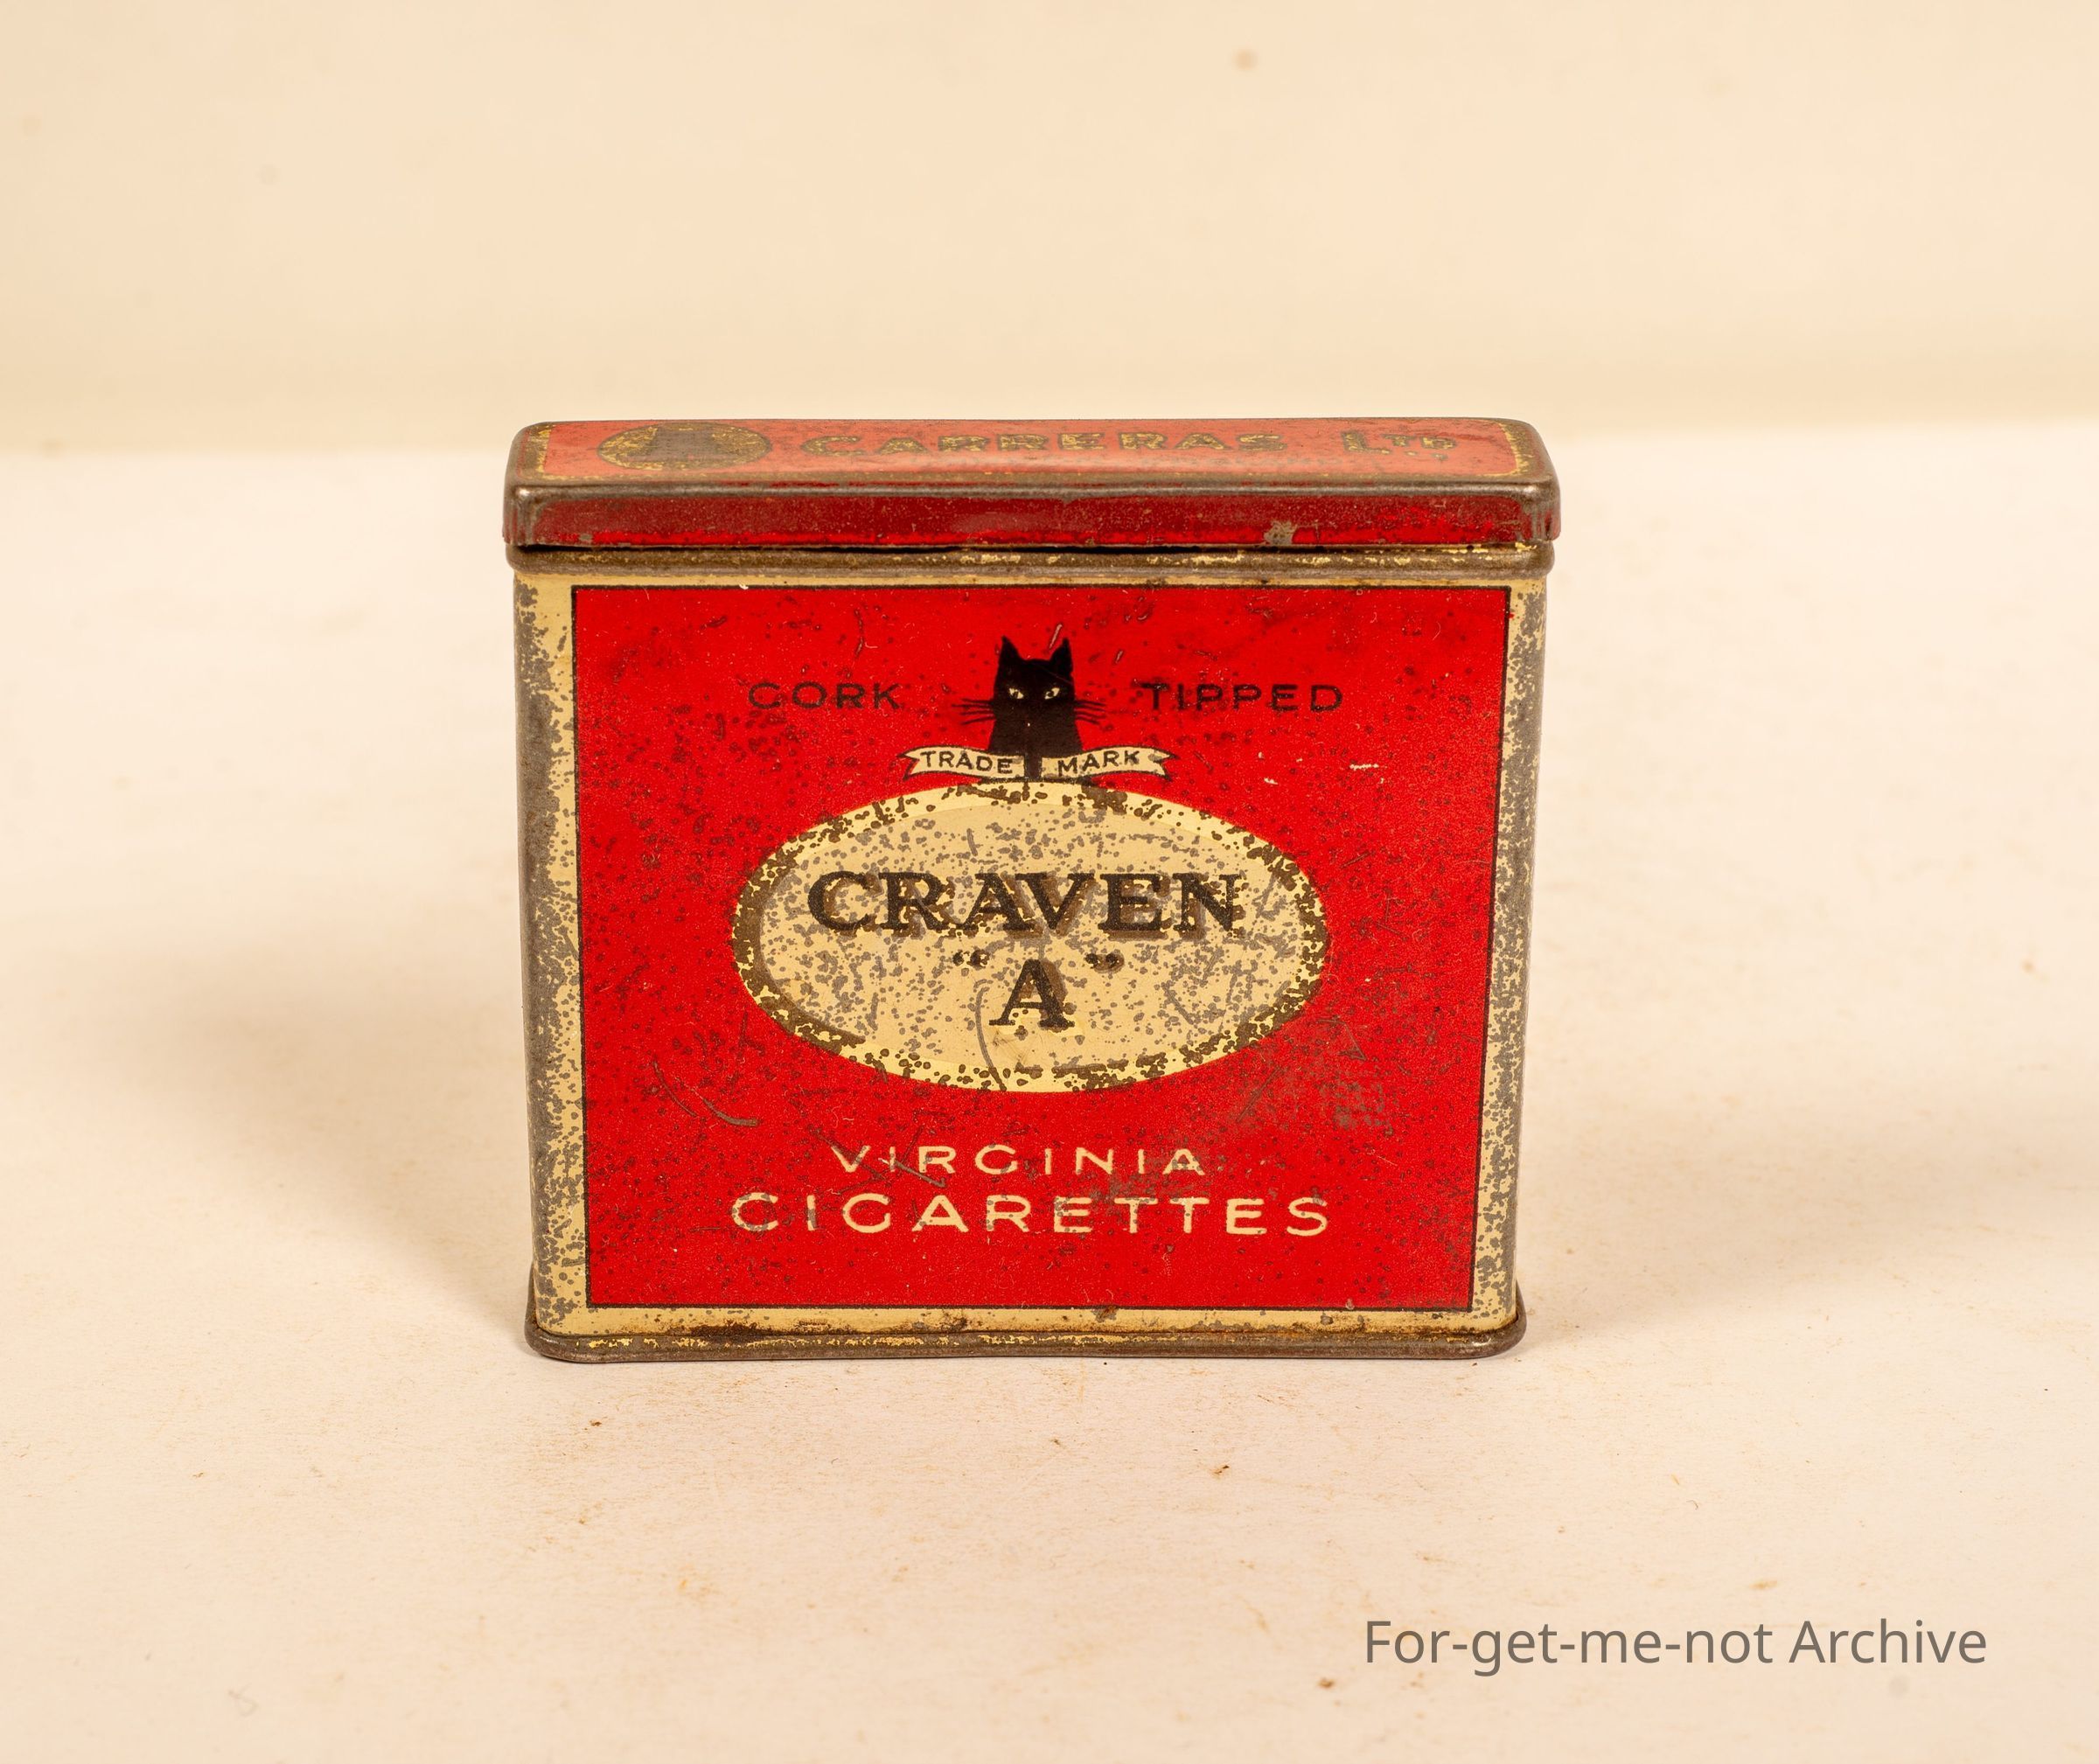 CARRERAS LTD.
CORK TIPPED
TRADE MARK
CRAVEN
“A”
VIRGINIA
CIGARETTES
For-get-me-not Archive